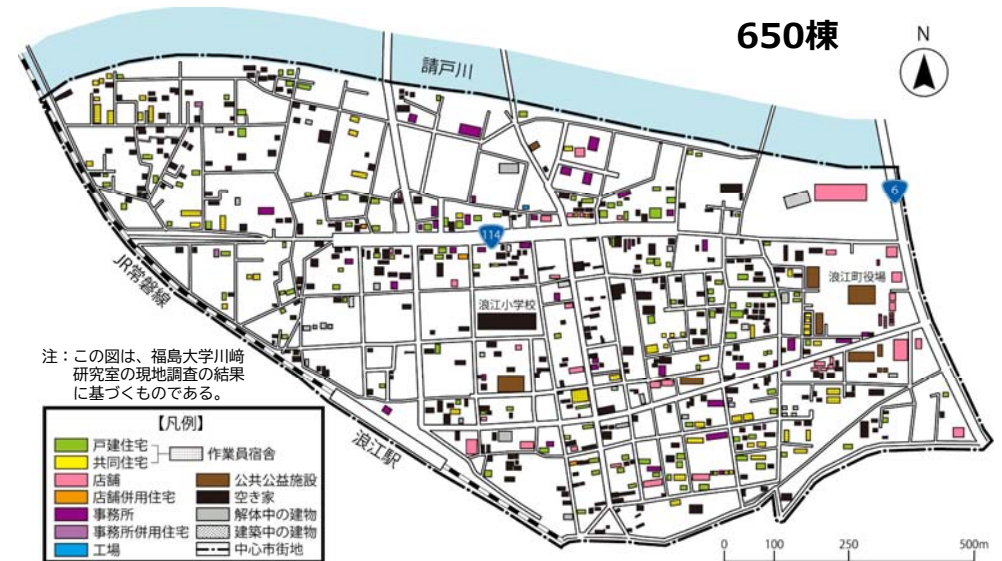 650棟
N
請戸川
6
114
JR常磐線
浪江小学校
浪江町役場
注：この図は、福島大学川﨑
研究室の現地調査の結果
に基づくものである。
浪江駅
【凡例】
戸建住宅
共同住宅
作業員宿舎
店舗
店舗併用住宅
事務所
事務所併用住宅
工場
公共公益施設
空き家
解体中の建物
建築中の建物
中心市街地
0 100 250 500m